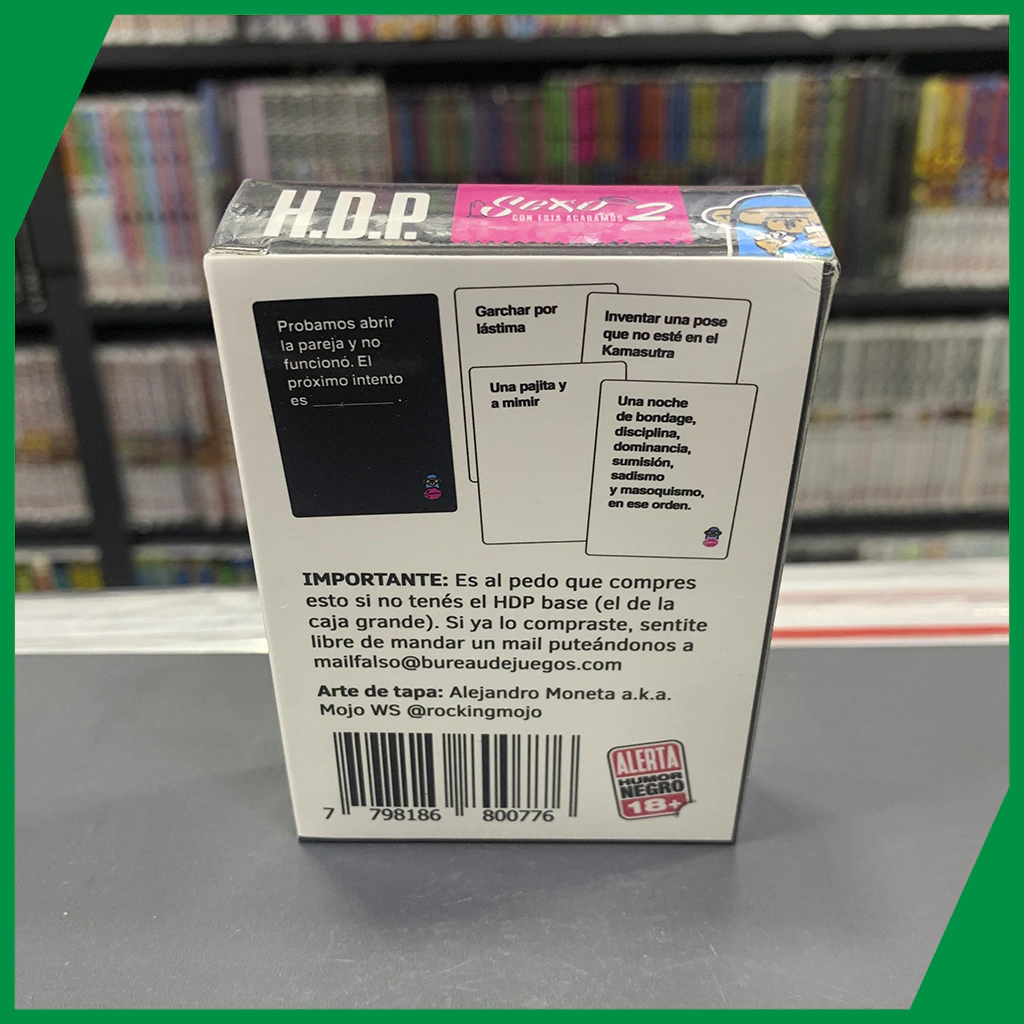 H.D.P.
Sexo 2
CON ESTA ACABAMOS
Probamos abrir
la pareja y no
funcionó. El
próximo intento
es __________ .
Garchar por
lástima
Inventar una pose
que no esté en el
Kamasutra
Una pajita y
a mimir
Una noche
de bondage,
disciplina,
dominancia,
sumisión,
sadismo
y masoquismo,
en ese orden.
IMPORTANTE: Es al pedo que compres
esto si no tenés el HDP base (el de la
caja grande). Si ya lo compraste, sentite
libre de mandar un mail puteándonos a
mailfalso@bureaudejuegos.com
Arte de tapa: Alejandro Moneta a.k.a.
Mojo WS @rockingmojo
7 798186 800776
ALERTA
HUMOR
NEGRO
18+